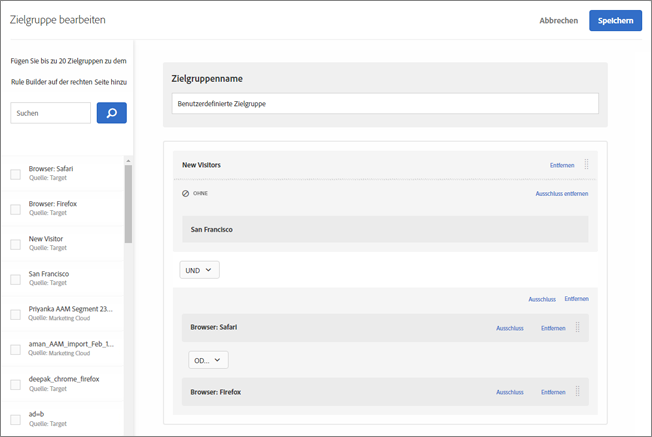 Zielgruppe bearbeiten
Abbrechen
Speichern
Fügen Sie bis zu 20 Zielgruppen zu dem
Rule Builder auf der rechten Seite hinzu
Suchen
Browser: Safari
Quelle: Target
Browser: Firefox
Quelle: Target
New Visitor
Quelle: Target
San Francisco
Quelle: Target
Priyanka AAM Segment 23...
Quelle: Marketing Cloud
aman_AAM_import_Feb_1...
Quelle: Marketing Cloud
deepak_chrome_firefox
Quelle: Target
ad=b
Quelle: Target
Zielgruppenname
Benutzerdefinierte Zielgruppe
New Visitors
Entfernen
OHNE
Ausschluss entfernen
San Francisco
UND
Ausschluss
Entfernen
Browser: Safari
Ausschluss
Entfernen
OD...
Browser: Firefox
Ausschluss
Entfernen